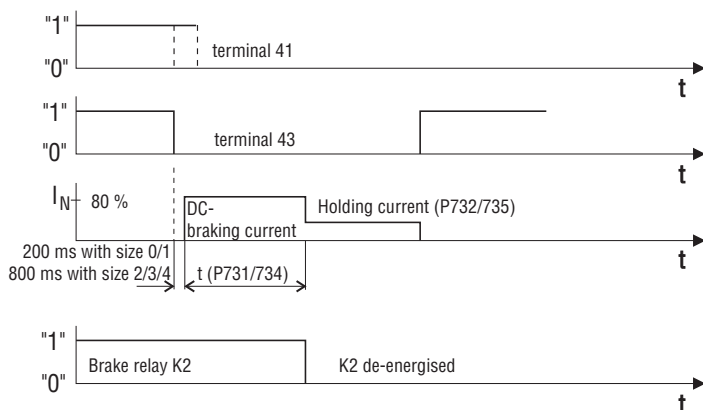 "1"
"0"
terminal 41
t
"1"
"0"
terminal 43
t
IN
80 %
DC-
braking current
Holding current (P732/735)
t
200 ms with size 0/1
800 ms with size 2/3/4
t (P731/734)
"1"
"0"
Brake relay K2
K2 de-energised
t